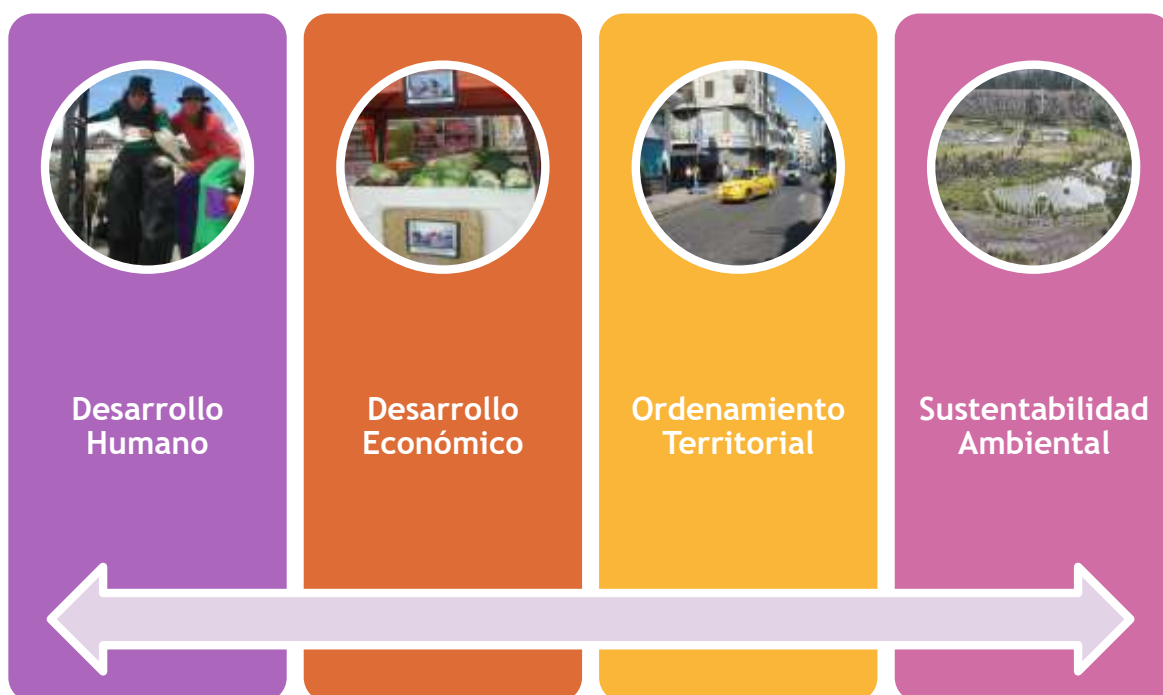 Desarrollo
Humano
Desarrollo
Económico
Ordenamiento
Territorial
Sustentabilidad
Ambiental